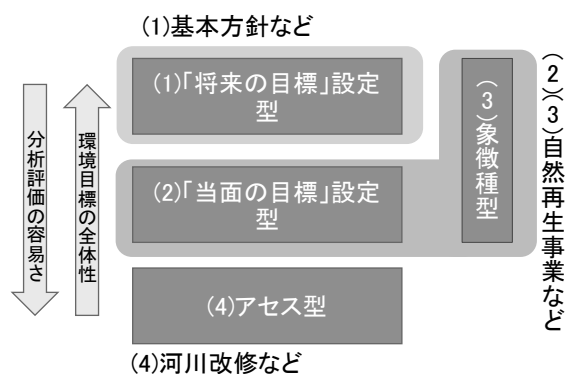 (1)基本方針など
(1)「将来の目標」設定
型
(2)「当面の目標」設定
型
(3)象徴種型
(2)(3)自然再生事業など
分析評価の容易さ
環境目標の全体性
(4)アセス型
(4)河川改修など